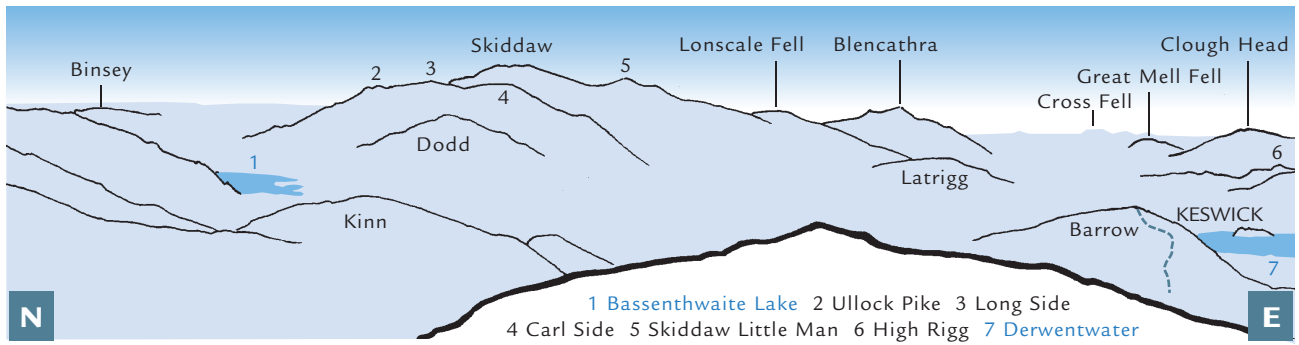 Skiddaw
Lonscale Fell
Blencathra
Clough Head
Binsey
2
3
5
Great Mell Fell
4
Cross Fell
Dodd
1
6
Latrigg
Kinn
Barrow
KESWICK
7
N
1 Bassenthwaite Lake 2 Ullock Pike 3 Long Side
4 Carl Side 5 Skiddaw Little Man 6 High Rigg 7 Derwentwater
E